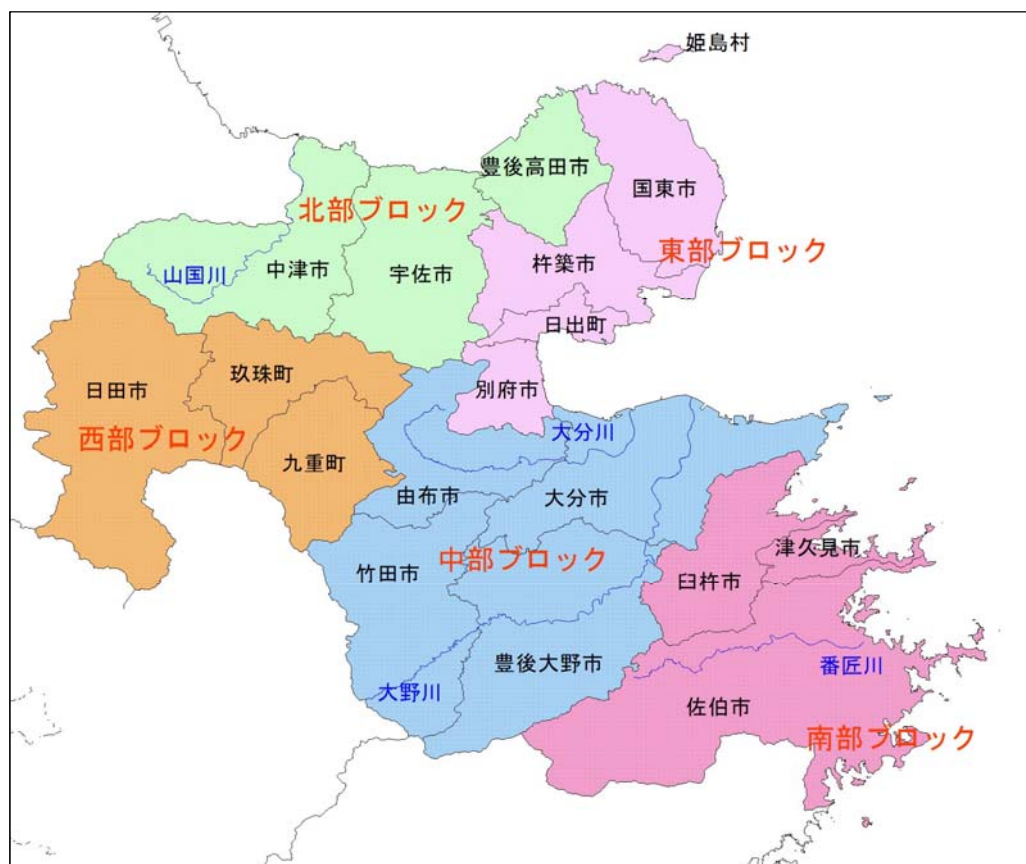 姫島村
豊後高田市
国東市
北部ブロック
東部ブロック
山国川
中津市
宇佐市
杵築市
日出町
玖珠町
日田市
別府市
西部ブロック
大分川
九重町
由布市
大分市
津久見市
中部ブロック
竹田市
臼杵市
豊後大野市
番匠川
大野川
佐伯市
南部ブロック